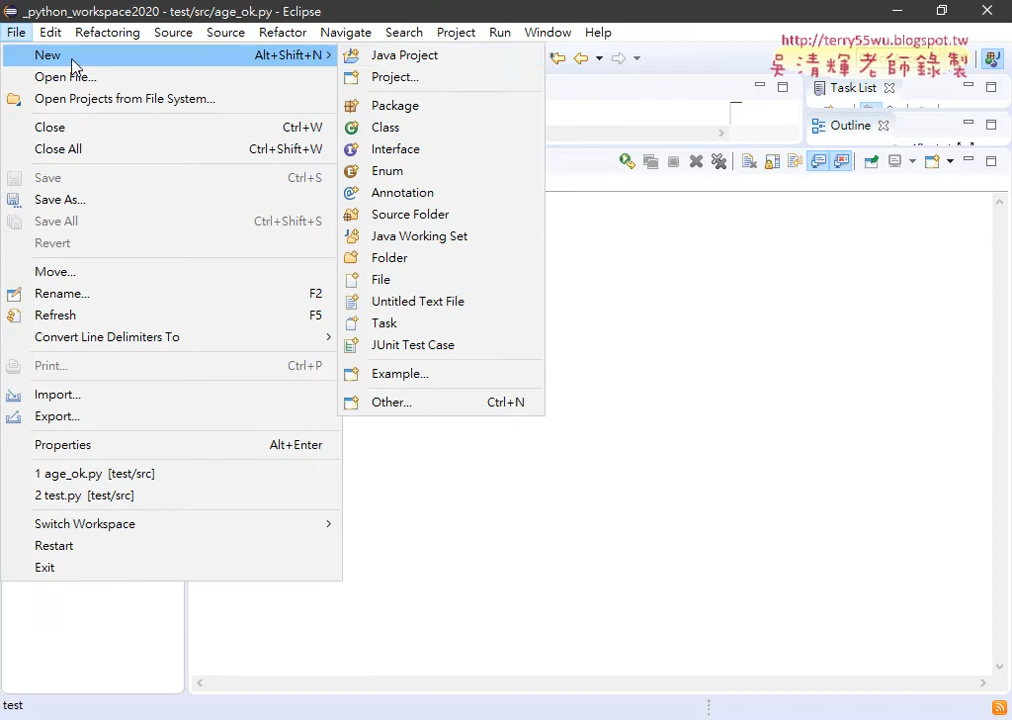 _python_workspace2020 - test/src/age_ok.py - Eclipse
File Edit Refactoring Source Source Refactor Navigate Search Project Run Window Help
http://terry55wu.blogspot.tw
吳清輝老師錄製
New Alt+Shift+N
Open File...
Open Projects from File System...
Close Ctrl+W
Close All Ctrl+Shift+W
Save Ctrl+S
Save As...
Save All Ctrl+Shift+S
Revert
Move...
Rename... F2
Refresh F5
Convert Line Delimiters To
Print... Ctrl+P
Import...
Export...
Properties Alt+Enter
1 age_ok.py [test/src]
2 test.py [test/src]
Switch Workspace
Restart
Exit
Java Project
Project...
Package
Class
Interface
Enum
Annotation
Source Folder
Java Working Set
Folder
File
Untitled Text File
Task
JUnit Test Case
Example...
Other... Ctrl+N
Task List
Outline
test